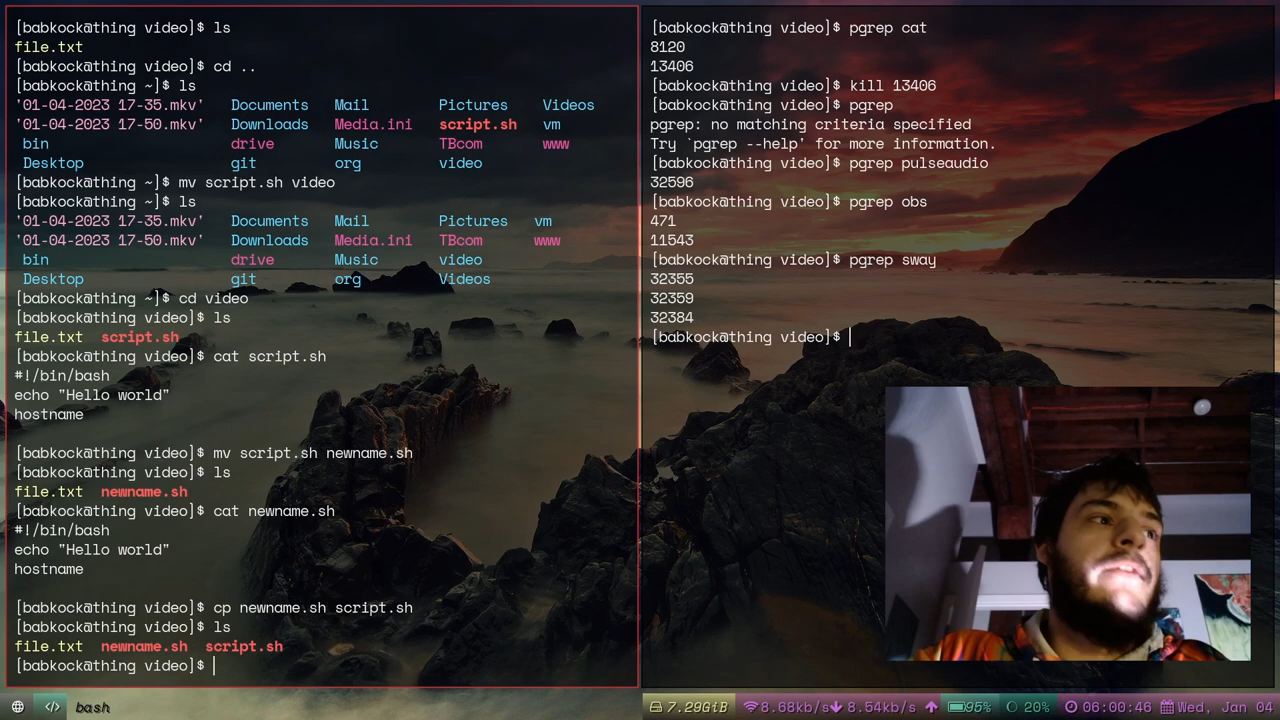 [babkock@thing video]$ ls
file.txt
[babkock@thing video]$ cd ..
[babkock@thing ~]$ ls
'01-04-2023 17-35.mkv' Documents Mail Pictures Videos
'01-04-2023 17-50.mkv' Downloads Media.ini script.sh vm
bin drive Music TBcom www
Desktop git org video
[babkock@thing ~]$ mv script.sh video
[babkock@thing ~]$ ls
'01-04-2023 17-35.mkv' Documents Mail Pictures vm
'01-04-2023 17-50.mkv' Downloads Media.ini TBcom www
bin drive Music video
Desktop git org Videos
[babkock@thing ~]$ cd video
[babkock@thing video]$ ls
file.txt script.sh
[babkock@thing video]$ cat script.sh
#!/bin/bash
echo "Hello world"
hostname
[babkock@thing video]$ mv script.sh newname.sh
[babkock@thing video]$ ls
file.txt newname.sh
[babkock@thing video]$ cat newname.sh
#!/bin/bash
echo "Hello world"
hostname
[babkock@thing video]$ cp newname.sh script.sh
[babkock@thing video]$ ls
file.txt newname.sh script.sh
[babkock@thing video]$
[babkock@thing video]$ pgrep cat
8120
13406
[babkock@thing video]$ kill 13406
[babkock@thing video]$ pgrep
pgrep: no matching criteria specified
Try `pgrep --help' for more information.
[babkock@thing video]$ pgrep pulseaudio
32596
[babkock@thing video]$ pgrep obs
471
11543
[babkock@thing video]$ pgrep sway
32355
32359
32384
[babkock@thing video]$
</> bash 7.29GiB 8.68kb/s 8.54kb/s 95% 20% 06:00:46 Wed, Jan 04